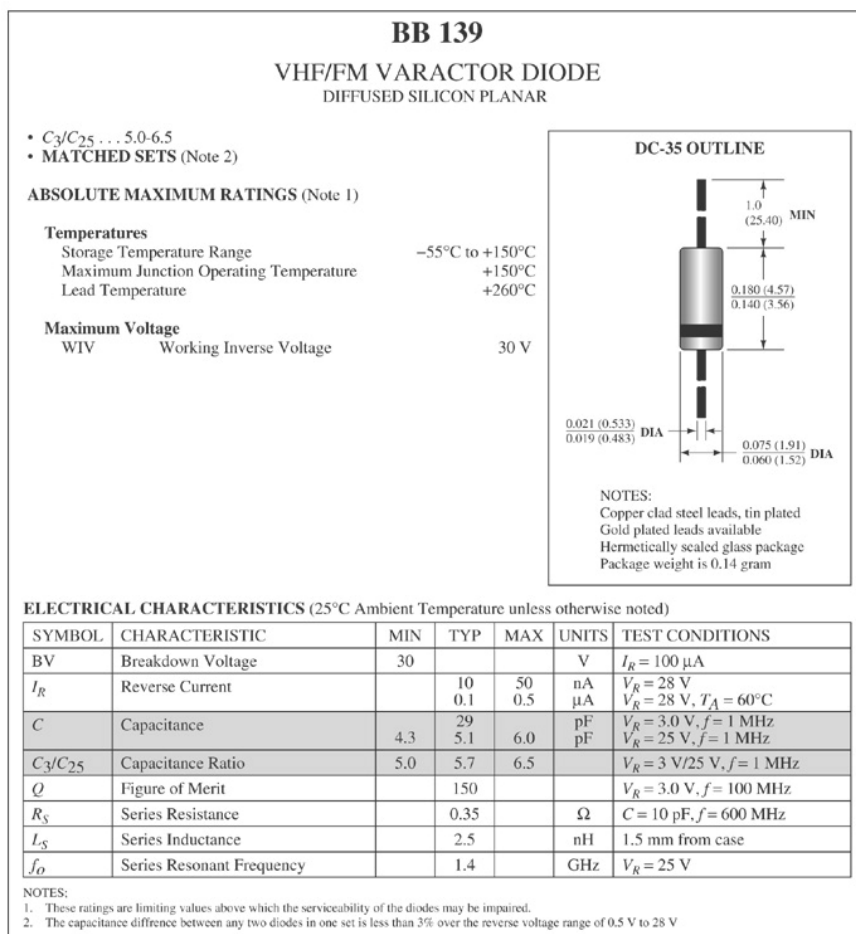 BB 139
VHF/FM VARACTOR DIODE
DIFFUSED SILICON PLANAR
• C3/C25 . . . 5.0-6.5
• MATCHED SETS (Note 2)
ABSOLUTE MAXIMUM RATINGS (Note 1)
Temperatures
Storage Temperature Range −55°C to +150°C
Maximum Junction Operating Temperature +150°C
Lead Temperature +260°C
Maximum Voltage
WIV Working Inverse Voltage 30 V
DC-35 OUTLINE
1.0
(25.40) MIN
0.180 (4.57)
0.140 (3.56)
0.021 (0.533)
0.019 (0.483) DIA
0.075 (1.91)
0.060 (1.52) DIA
NOTES:
Copper clad steel leads, tin plated
Gold plated leads available
Hermetically sealed glass package
Package weight is 0.14 gram
ELECTRICAL CHARACTERISTICS (25°C Ambient Temperature unless otherwise noted)
SYMBOL CHARACTERISTIC MIN TYP MAX UNITS TEST CONDITIONS
BV Breakdown Voltage 30 V IR = 100 μA
IR Reverse Current 10 50 nA VR = 28 V
0.1 0.5 μA VR = 28 V, TA = 60°C
C Capacitance 29 pF VR = 3.0 V, f = 1 MHz
4.3 5.1 6.0 pF VR = 25 V, f = 1 MHz
C3/C25 Capacitance Ratio 5.0 5.7 6.5 VR = 3 V/25 V, f = 1 MHz
Q Figure of Merit 150 VR = 3.0 V, f = 100 MHz
RS Series Resistance 0.35 Ω C = 10 pF, f = 600 MHz
LS Series Inductance 2.5 nH 1.5 mm from case
fo Series Resonant Frequency 1.4 GHz VR = 25 V
NOTES:
1. These ratings are limiting values above which the serviceability of the diodes may be impaired.
2. The capacitance diffrence between any two diodes in one set is less than 3% over the reverse voltage range of 0.5 V to 28 V